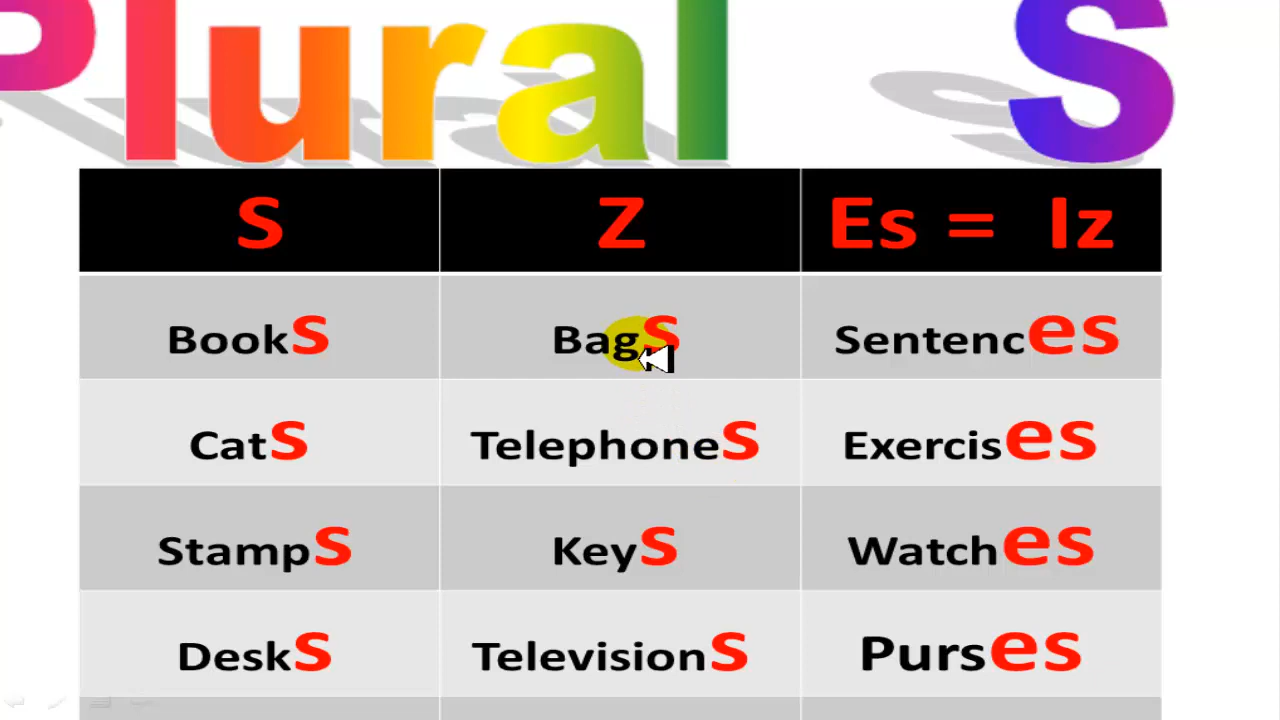 Plural S
S Z Es = Iz
Books Bags Sentences
Cats Telephones Exercises
Stamps Keys Watches
Desks Televisions Purses